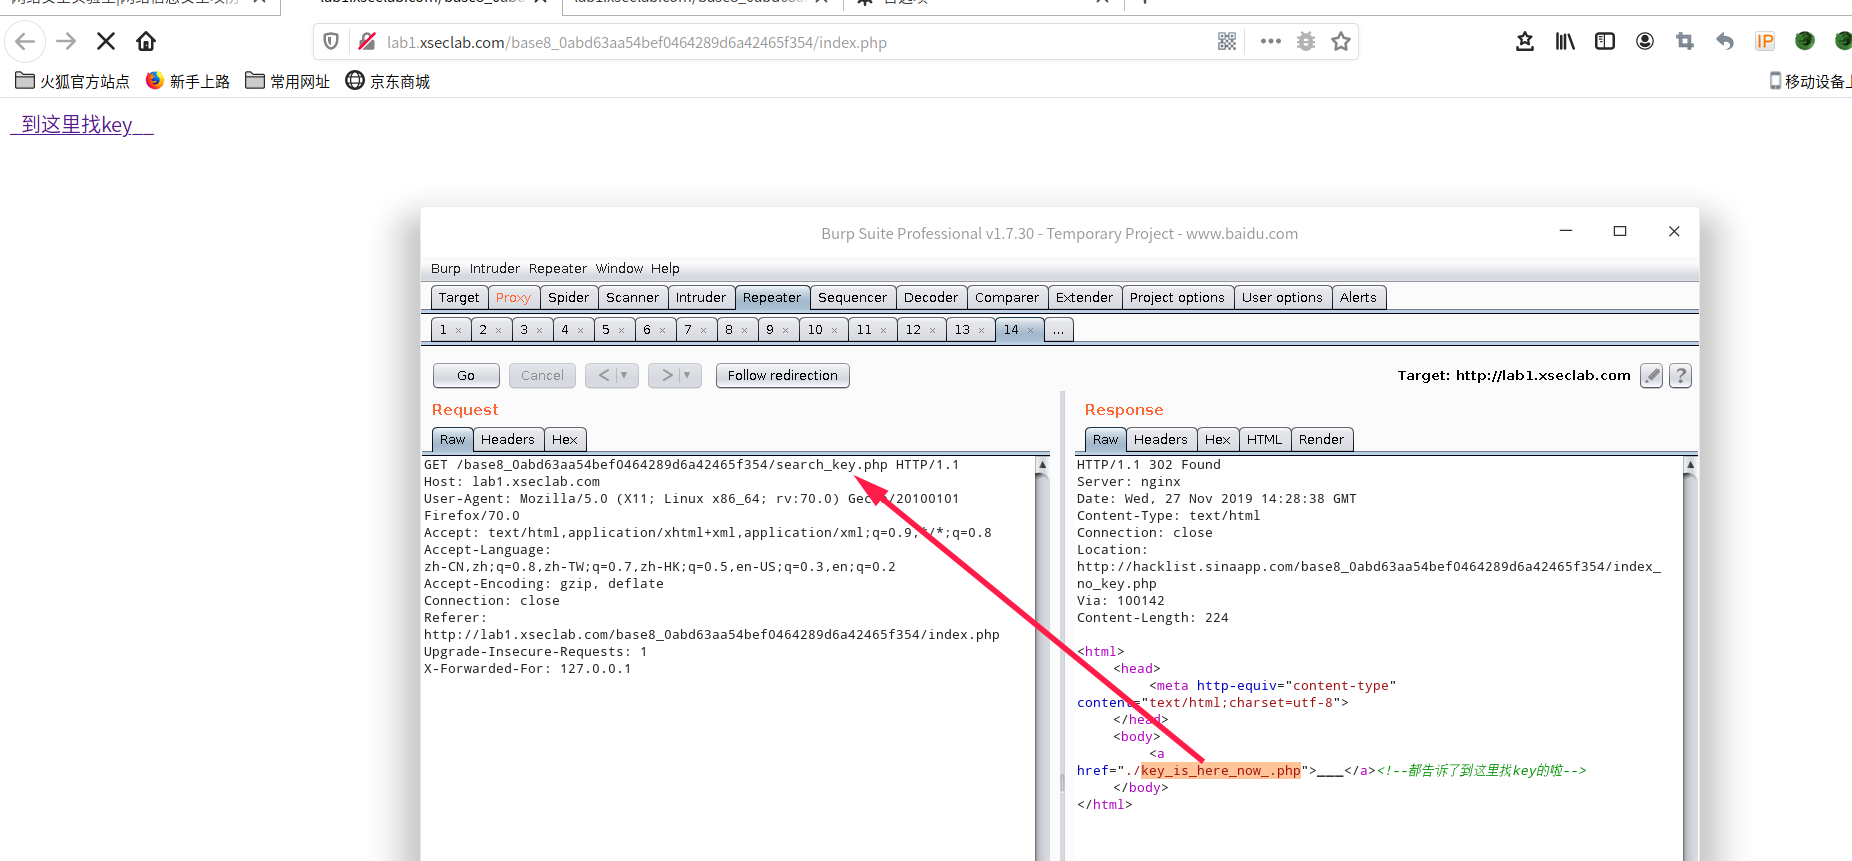 lab1.xseclab.com/base8_0abd63aa54bef0464289d6a42465f354/index.php
IP
火狐官方站点 新手上路 常用网址 京东商城 移动设备上
_到这里找key__
Burp Suite Professional v1.7.30 - Temporary Project - www.baidu.com
Burp Intruder Repeater Window Help
Target Proxy Spider Scanner Intruder Repeater Sequencer Decoder Comparer Extender Project options User options Alerts
1 × 2 × 3 × 4 × 5 × 6 × 7 × 8 × 9 × 10 × 11 × 12 × 13 × 14 × ...
Go Cancel < > Follow redirection Target: http://lab1.xseclab.com ?
Request
Raw Headers Hex
GET /base8_0abd63aa54bef0464289d6a42465f354/search_key.php HTTP/1.1
Host: lab1.xseclab.com
User-Agent: Mozilla/5.0 (X11; Linux x86_64; rv:70.0) Gecko/20100101
Firefox/70.0
Accept: text/html,application/xhtml+xml,application/xml;q=0.9,*/*;q=0.8
Accept-Language:
zh-CN,zh;q=0.8,zh-TW;q=0.7,zh-HK;q=0.5,en-US;q=0.3,en;q=0.2
Accept-Encoding: gzip, deflate
Connection: close
Referer:
http://lab1.xseclab.com/base8_0abd63aa54bef0464289d6a42465f354/index.php
Upgrade-Insecure-Requests: 1
X-Forwarded-For: 127.0.0.1
Response
Raw Headers Hex HTML Render
HTTP/1.1 302 Found
Server: nginx
Date: Wed, 27 Nov 2019 14:28:38 GMT
Content-Type: text/html
Connection: close
Location:
http://hacklist.sinaapp.com/base8_0abd63aa54bef0464289d6a42465f354/index_
no_key.php
Via: 100142
Content-Length: 224
<html>
<head>
<meta http-equiv="content-type"
content="text/html;charset=utf-8">
</head>
<body>
<a
href="./key_is_here_now_.php">___</a><!--都告诉了到这里找key的啦-->
</body>
</html>